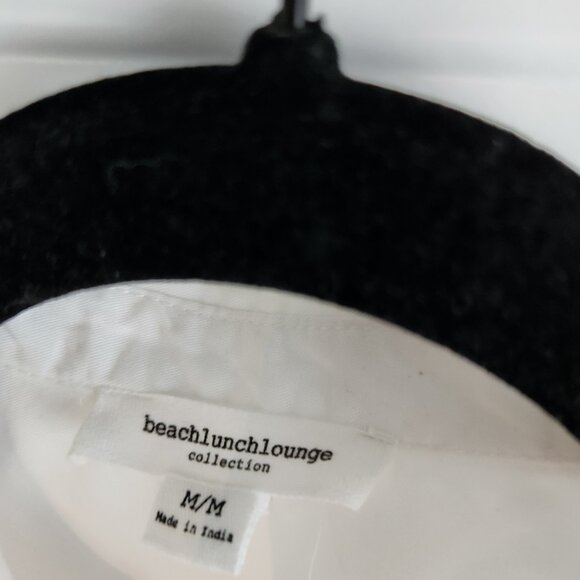 beachlunchlounge
collection
M/M
Made in India